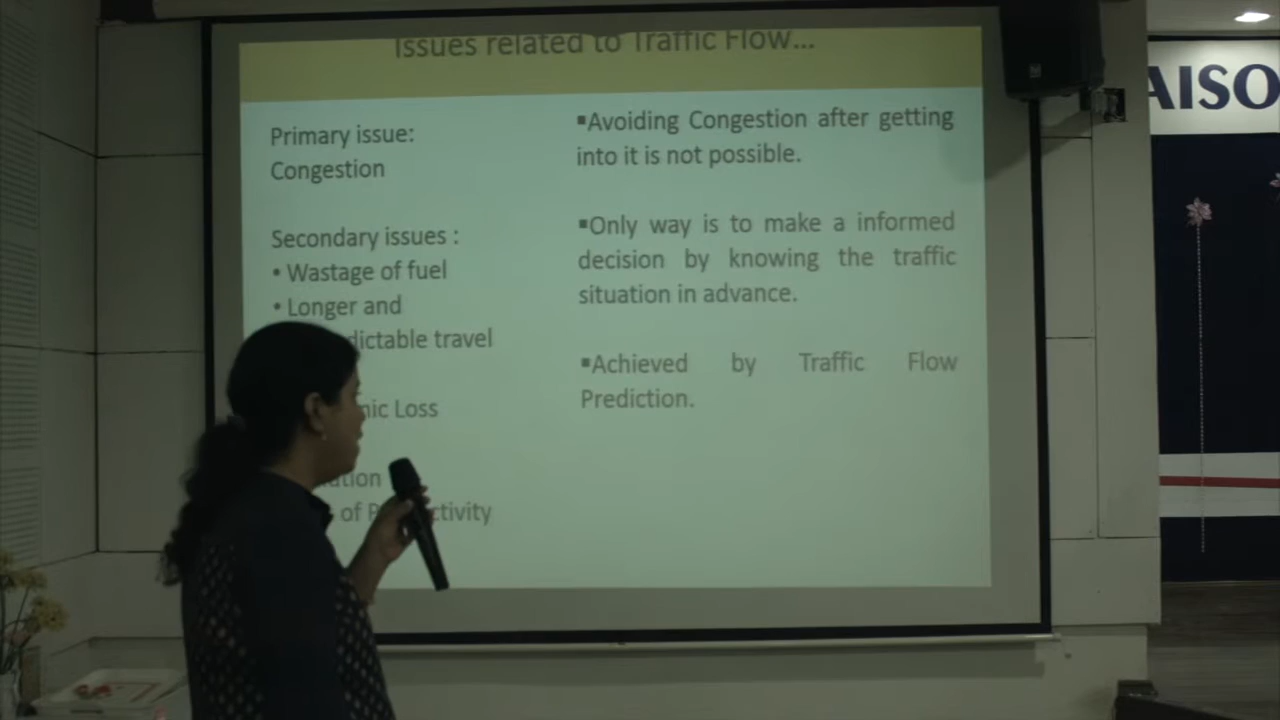 Issues related to Traffic Flow...
Primary issue:
Congestion
Secondary issues :
• Wastage of fuel
• Longer and
travel
Loss
of
▪Avoiding Congestion after getting
into it is not possible.
▪Only way is to make a informed
decision by knowing the traffic
situation in advance.
▪Achieved by Traffic Flow
Prediction.